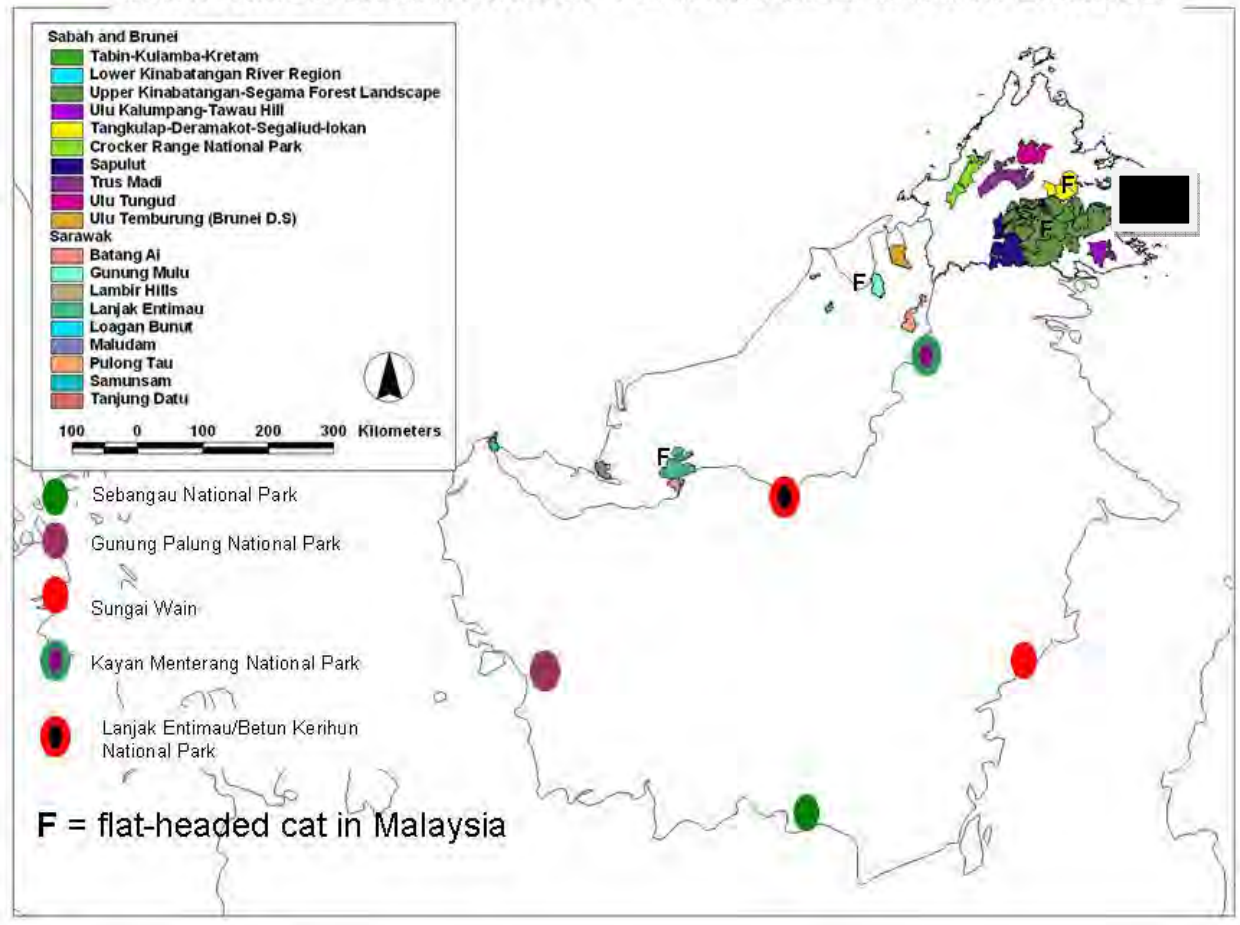 Sabah and Brunei
Tabin-Kulamba-Kretam
Lower Kinabatangan River Region
Upper Kinabatangan-Segama Forest Landscape
Ulu Kalumpang-Tawau Hill
Tangkulap-Deramakot-Segaliud-lokan
Crocker Range National Park
Sapulut
Trus Madi
Ulu Tungud
Ulu Temburung (Brunei D.S)
Sarawak
Batang Ai
Gunung Mulu
Lambir Hills
Lanjak Entimau
Loagan Bunut
Maludam
Pulong Tau
Samunsam
Tanjung Datu
100 0 100 200 300 Kilometers
F
F
F
F
Sebangau National Park
Gunung Palung National Park
Sungai Wain
Kayan Menterang National Park
Lanjak Entimau/Betun Kerihun
National Park
F = flat-headed cat in Malaysia